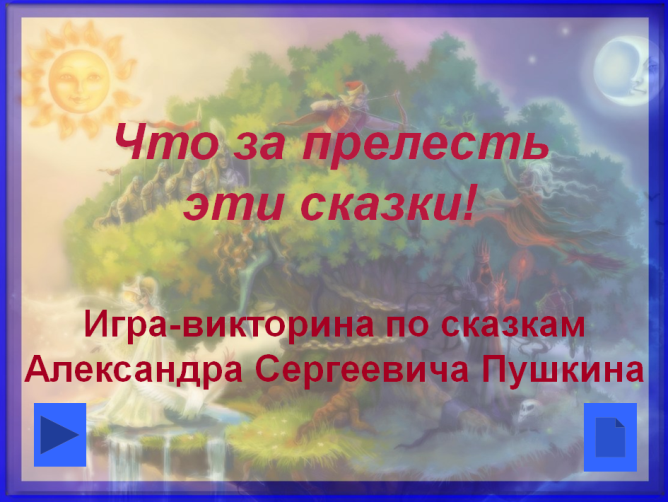 Что за прелесть
эти сказки!
Игра-викторина по сказкам
Александра Сергеевича Пушкина